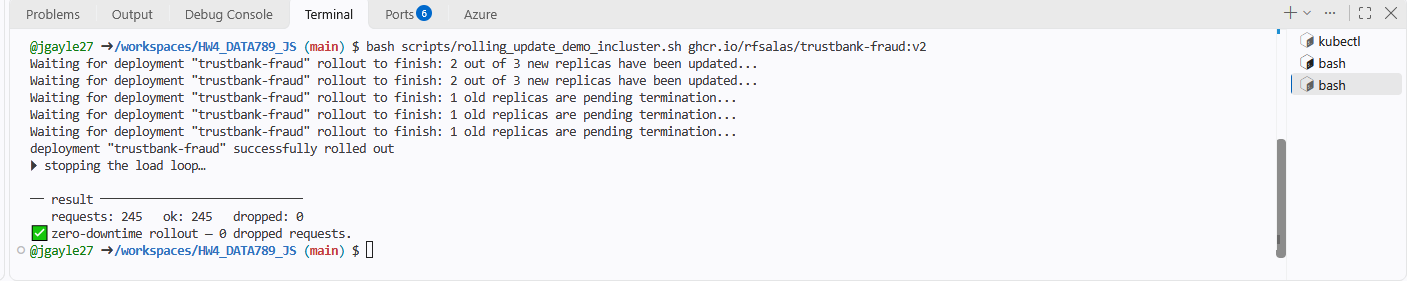 Problems Output Debug Console Terminal Ports 6 Azure
@jgayle27 ➜/workspaces/HW4_DATA789_JS (main) $ bash scripts/rolling_update_demo_incluster.sh ghcr.io/rfsalas/trustbank-fraud:v2
Waiting for deployment "trustbank-fraud" rollout to finish: 2 out of 3 new replicas have been updated...
Waiting for deployment "trustbank-fraud" rollout to finish: 2 out of 3 new replicas have been updated...
Waiting for deployment "trustbank-fraud" rollout to finish: 1 old replicas are pending termination...
Waiting for deployment "trustbank-fraud" rollout to finish: 1 old replicas are pending termination...
Waiting for deployment "trustbank-fraud" rollout to finish: 1 old replicas are pending termination...
deployment "trustbank-fraud" successfully rolled out
▶ stopping the load loop…
── result ───────────────────────────
requests: 245 ok: 245 dropped: 0
✅ zero-downtime rollout — 0 dropped requests.
@jgayle27 ➜/workspaces/HW4_DATA789_JS (main) $
kubectl
bash
bash